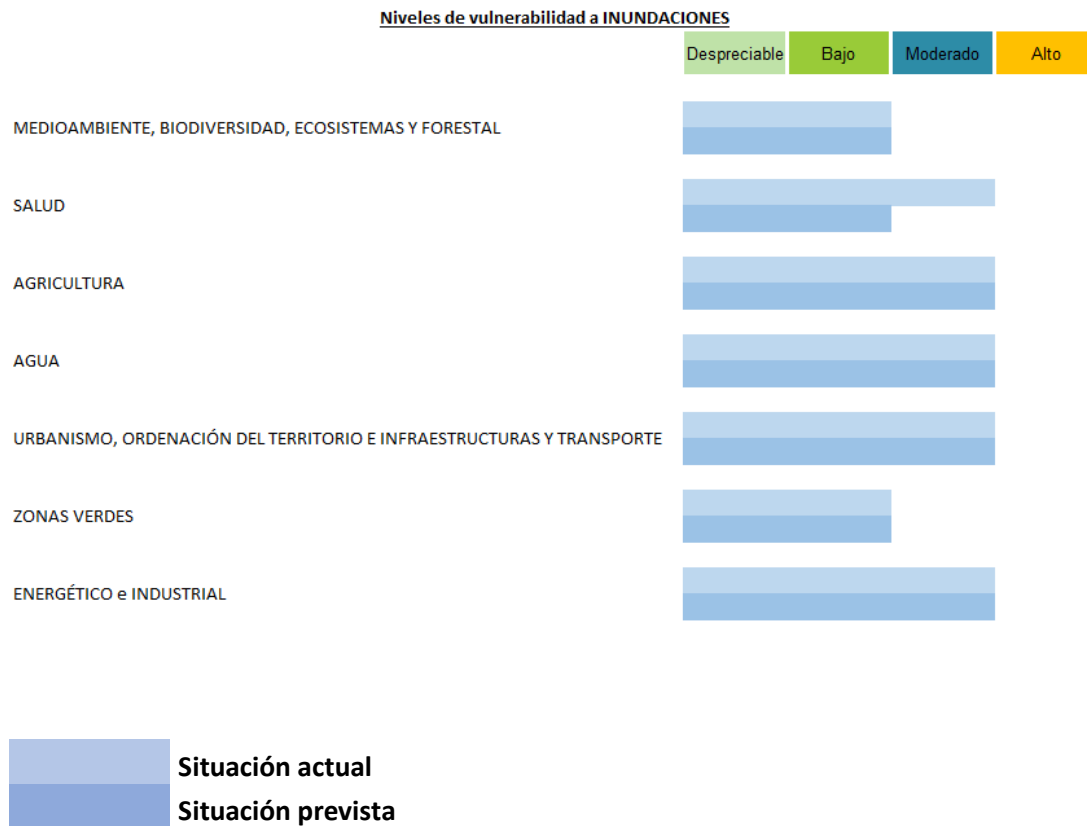 Niveles de vulnerabilidad a INUNDACIONES
Despreciable Bajo Moderado Alto
MEDIOAMBIENTE, BIODIVERSIDAD, ECOSISTEMAS Y FORESTAL
SALUD
AGRICULTURA
AGUA
URBANISMO, ORDENACIÓN DEL TERRITORIO E INFRAESTRUCTURAS Y TRANSPORTE
ZONAS VERDES
ENERGÉTICO e INDUSTRIAL
Situación actual
Situación prevista